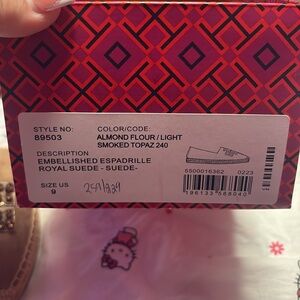 STYLE NO: COLOR/CODE:
89503 ALMOND FLOUR / LIGHT
SMOKED TOPAZ 240
DESCRIPTION
EMBELLISHED ESPADRILLE
ROYAL SUEDE - SUEDE-
5500016362 0223
SIZE US
9
196133568040